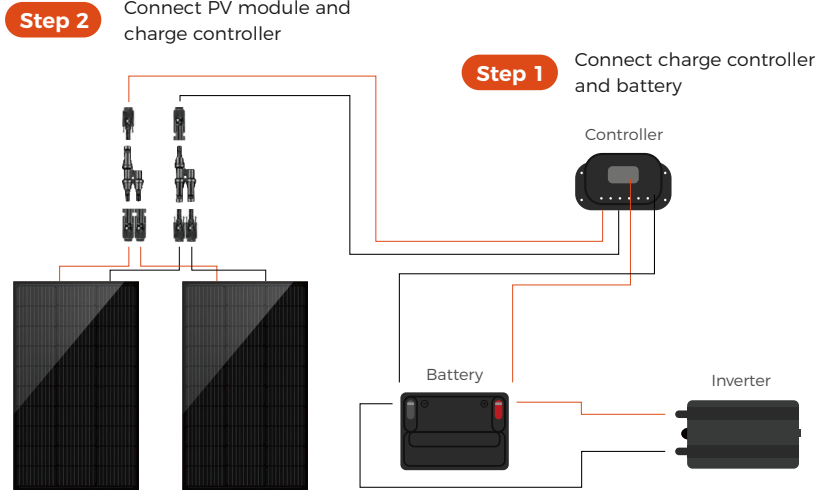 Step 2
Connect PV module and
charge controller
Step 1
Connect charge controller
and battery
Controller
Battery
Inverter